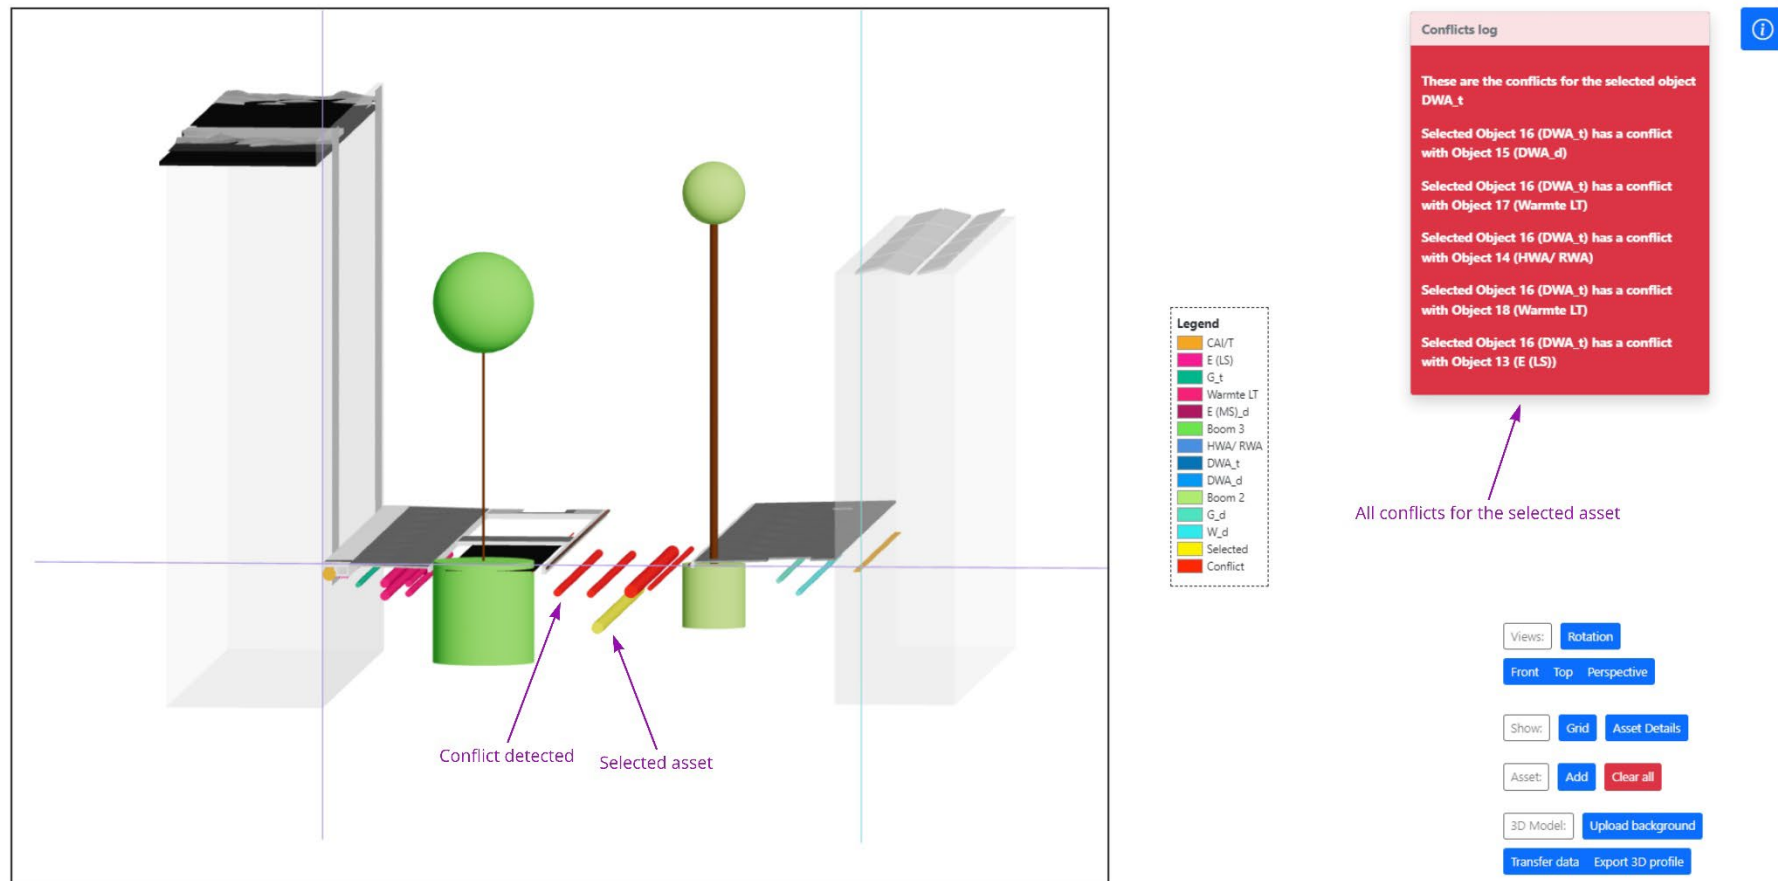 Conflicts log
These are the conflicts for the selected object
DWA_t
Selected Object 16 (DWA_t) has a conflict
with Object 15 (DWA_d)
Selected Object 16 (DWA_t) has a conflict
with Object 17 (Warmte LT)
Selected Object 16 (DWA_t) has a conflict
with Object 14 (HWA/ RWA)
Selected Object 16 (DWA_t) has a conflict
with Object 18 (Warmte LT)
Selected Object 16 (DWA_t) has a conflict
with Object 13 (E (LS))
All conflicts for the selected asset
Legend
CAI/T
E (LS)
G_t
Warmte LT
E (MS)_d
Boom 3
HWA/ RWA
DWA_t
DWA_d
Boom 2
G_d
W_d
Selected
Conflict
Conflict detected
Selected asset
Views: Rotation
Front Top Perspective
Show: Grid Asset Details
Asset: Add Clear all
3D Model: Upload background
Transfer data Export 3D profile